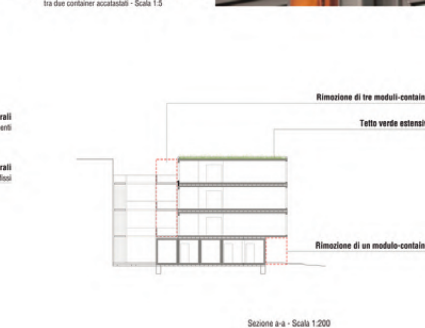 tra due container accatastati - Scala 1:5
Rimozione di tre moduli-contain
rali
enti
Tetto verde estensiv
rali
fissi
Rimozione di un modulo-contain
Sezione a-a - Scala 1:200